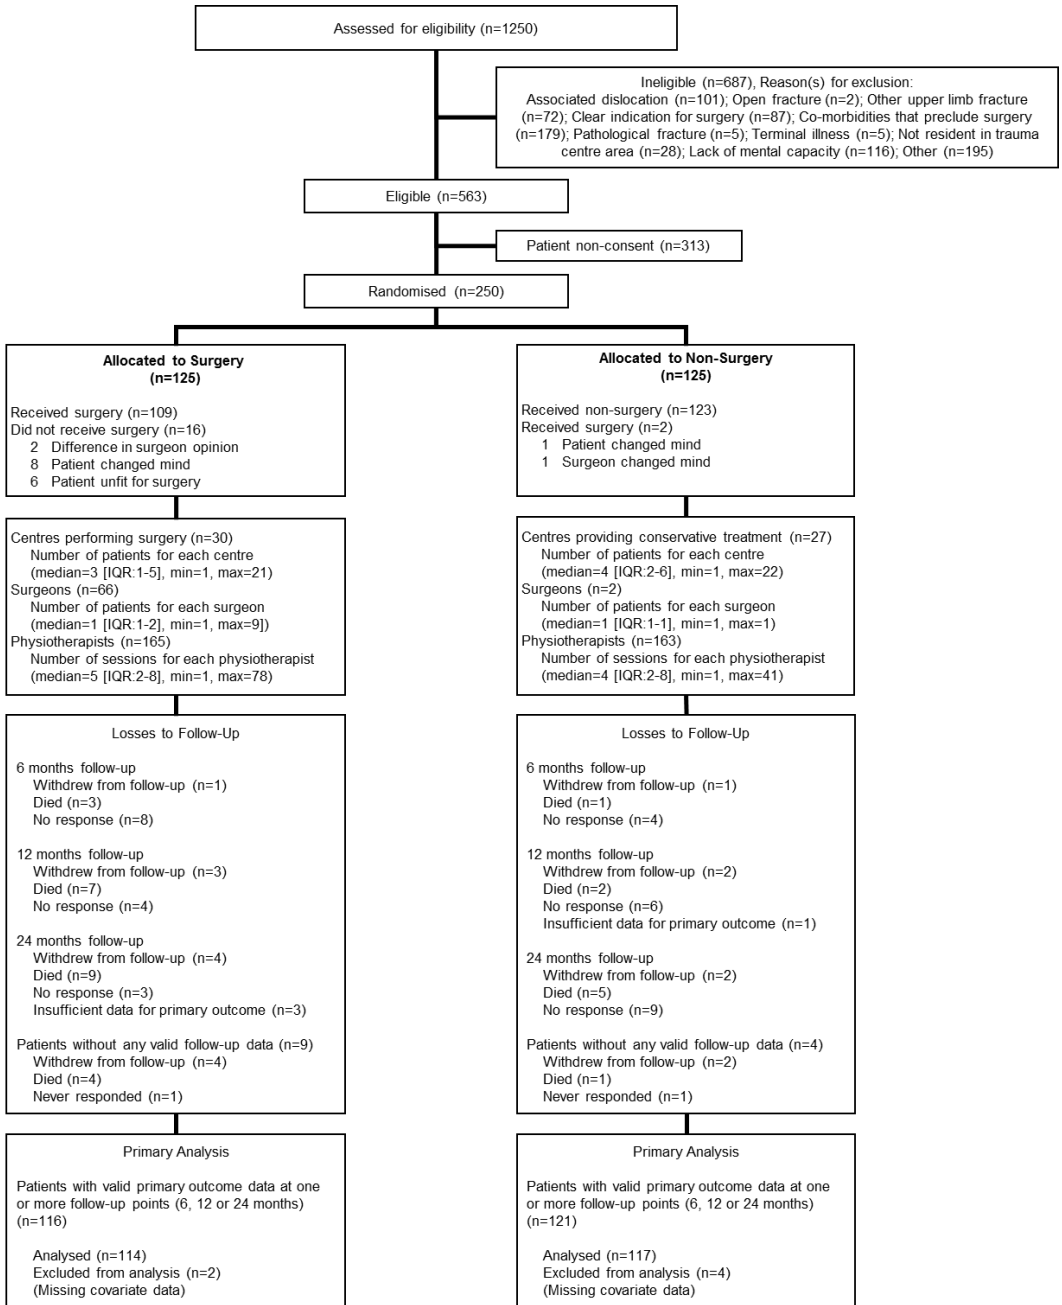 Assessed for eligibility (n=1250)
Ineligible (n=687), Reason(s) for exclusion:
Associated dislocation (n=101); Open fracture (n=2); Other upper limb fracture
(n=72); Clear indication for surgery (n=87); Co-morbidities that preclude surgery
(n=179); Pathological fracture (n=5); Terminal illness (n=5); Not resident in trauma
centre area (n=28); Lack of mental capacity (n=116); Other (n=195)
Eligible (n=563)
Patient non-consent (n=313)
Randomised (n=250)
Allocated to Surgery
(n=125)
Received surgery (n=109)
Did not receive surgery (n=16)
2 Difference in surgeon opinion
8 Patient changed mind
6 Patient unfit for surgery
Allocated to Non-Surgery
(n=125)
Received non-surgery (n=123)
Received surgery (n=2)
1 Patient changed mind
1 Surgeon changed mind
Centres performing surgery (n=30)
Number of patients for each centre
(median=3 [IQR:1-5], min=1, max=21)
Surgeons (n=66)
Number of patients for each surgeon
(median=1 [IQR:1-2], min=1, max=9])
Physiotherapists (n=165)
Number of sessions for each physiotherapist
(median=5 [IQR:2-8], min=1, max=78)
Centres providing conservative treatment (n=27)
Number of patients for each centre
(median=4 [IQR:2-6], min=1, max=22)
Surgeons (n=2)
Number of patients for each surgeon
(median=1 [IQR:1-1], min=1, max=1)
Physiotherapists (n=163)
Number of sessions for each physiotherapist
(median=4 [IQR:2-8], min=1, max=41)
Losses to Follow-Up
6 months follow-up
Withdrew from follow-up (n=1)
Died (n=3)
No response (n=8)
12 months follow-up
Withdrew from follow-up (n=3)
Died (n=7)
No response (n=4)
24 months follow-up
Withdrew from follow-up (n=4)
Died (n=9)
No response (n=3)
Insufficient data for primary outcome (n=3)
Patients without any valid follow-up data (n=9)
Withdrew from follow-up (n=4)
Died (n=4)
Never responded (n=1)
Losses to Follow-Up
6 months follow-up
Withdrew from follow-up (n=1)
Died (n=1)
No response (n=4)
12 months follow-up
Withdrew from follow-up (n=2)
Died (n=2)
No response (n=6)
Insufficient data for primary outcome (n=1)
24 months follow-up
Withdrew from follow-up (n=2)
Died (n=5)
No response (n=9)
Patients without any valid follow-up data (n=4)
Withdrew from follow-up (n=2)
Died (n=1)
Never responded (n=1)
Primary Analysis
Patients with valid primary outcome data at one
or more follow-up points (6, 12 or 24 months)
(n=116)
Analysed (n=114)
Excluded from analysis (n=2)
(Missing covariate data)
Primary Analysis
Patients with valid primary outcome data at one
or more follow-up points (6, 12 or 24 months)
(n=121)
Analysed (n=117)
Excluded from analysis (n=4)
(Missing covariate data)